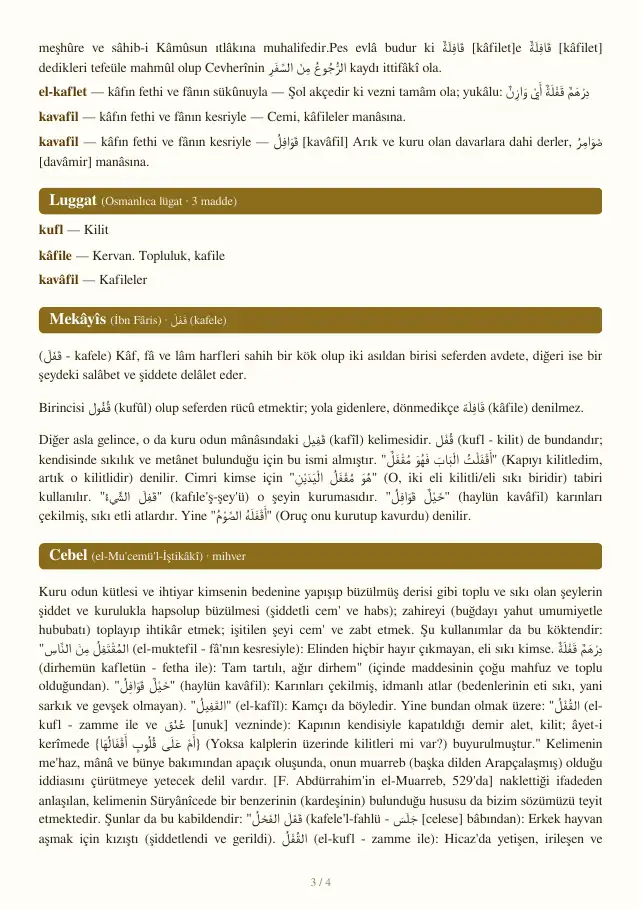 meşhûre ve sâhib-i Kâmûsun ıtlâkına muhalifedir.Pes evlâ budur ki قَافِلَةٌ [kâfilet]e قَافِلَةٌ [kâfilet]
dedikleri tefeüle mahmûl olup Cevherînin الرُّجُوعُ مِنَ السَّفَرِ kaydı ittifâkî ola.
el-kaflet — kâfın fethi ve fânın sükûnuyla — Şol akçedir ki vezni tamâm ola; yukâlu: دِرْهَمٌ قَفْلَةٌ أَيْ وَازِنٌ
kavafil — kâfın fethi ve fânın kesriyle — Cemi, kâfileler manâsına.
kavafil — kâfın fethi ve fânın kesriyle — قَوَافِلُ [kavâfil] Arık ve kuru olan davarlara dahi derler, ضَوَامِرُ
[davâmir] manâsına.
Luggat (Osmanlıca lügat · 3 madde)
kufl — Kilit
kâfile — Kervan. Topluluk, kafile
kavâfil — Kafileler
Mekâyîs (İbn Fâris) · قَفَلَ (kafele)
(قَفَلَ - kafele) Kâf, fâ ve lâm harfleri sahih bir kök olup iki asıldan birisi seferden avdete, diğeri ise bir
şeydeki salâbet ve şiddete delâlet eder.
Birincisi قُفُول (kufûl) olup seferden rücû etmektir; yola gidenlere, dönmedikçe قَافِلَة (kâfile) denilmez.
Diğer asla gelince, o da kuru odun mânâsındaki قَفِيل (kafîl) kelimesidir. قُفْل (kufl - kilit) de bundandır;
kendisinde sıkılık ve metânet bulunduğu için bu ismi almıştır. "أَقْفَلْتُ الْبَابَ فَهُوَ مُقْفَلٌ" (Kapıyı kilitledim,
artık o kilitlidir) denilir. Cimri kimse için "هُوَ مُقْفَلُ الْيَدَيْنِ" (O, iki eli kilitli/eli sıkı biridir) tabiri
kullanılır. "قَفِلَ الشَّيْءُ" (kafıle'ş-şey'ü) o şeyin kurumasıdır. "خَيْلٌ قَوَافِلُ" (haylün kavâfil) karınları
çekilmiş, sıkı etli atlardır. Yine "أَقْفَلَهُ الصَّوْمُ" (Oruç onu kurutup kavurdu) denilir.
Cebel (el-Mu'cemü'l-İştikâkî) · mihver
Kuru odun kütlesi ve ihtiyar kimsenin bedenine yapışıp büzülmüş derisi gibi toplu ve sıkı olan şeylerin
şiddet ve kurulukla hapsolup büzülmesi (şiddetli cem' ve habs); zahireyi (buğdayı yahut umumiyetle
hububatı) toplayıp ihtikâr etmek; işitilen şeyi cem' ve zabt etmek. Şu kullanımlar da bu köktendir:
"المُقْتَفِلُ مِنَ النَّاسِ (el-muktefil - fâ'nın kesresiyle): Elinden hiçbir hayır çıkmayan, eli sıkı kimse. دِرْهَمٌ قَفْلَةٌ
(dirhemün kafletün - fetha ile): Tam tartılı, ağır dirhem" (içinde maddesinin çoğu mahfuz ve toplu
olduğundan). "خَيْلٌ قَوَافِلُ" (haylün kavâfil): Karınları çekilmiş, idmanlı atlar (bedenlerinin eti sıkı, yani
sarkık ve gevşek olmayan). "القَفِيلُ" (el-kafîl): Kamçı da böyledir. Yine bundan olmak üzere: "القُفْلُ (el-
kufl - zamme ile ve عُنُق [unuk] vezninde): Kapının kendisiyle kapatıldığı demir alet, kilit; âyet-i
kerîmede {أَمْ عَلَى قُلُوبٍ أَقْفَالُهَا} (Yoksa kalplerin üzerinde kilitleri mi var?) buyurulmuştur." Kelimenin
me'haz, mânâ ve bünye bakımından apaçık oluşunda, onun muarreb (başka dilden Arapçalaşmış) olduğu
iddiasını çürütmeye yetecek delil vardır. [F. Abdürrahim'in el-Muarreb, 529'da] naklettiği ifadeden
anlaşılan, kelimenin Süryânîcede bir benzerinin (kardeşinin) bulunduğu hususu da bizim sözümüzü teyit
etmektedir. Şunlar da bu kabildendir: "قَفَلَ الفَحْلُ (kafele'l-fahlü - جَلَسَ [celese] bâbından): Erkek hayvan
aşmak için kızıştı (şiddetlendi ve gerildi). القُفْلُ (el-kufl - zamme ile): Hicaz'da yetişen, irileşen ve
3 / 4